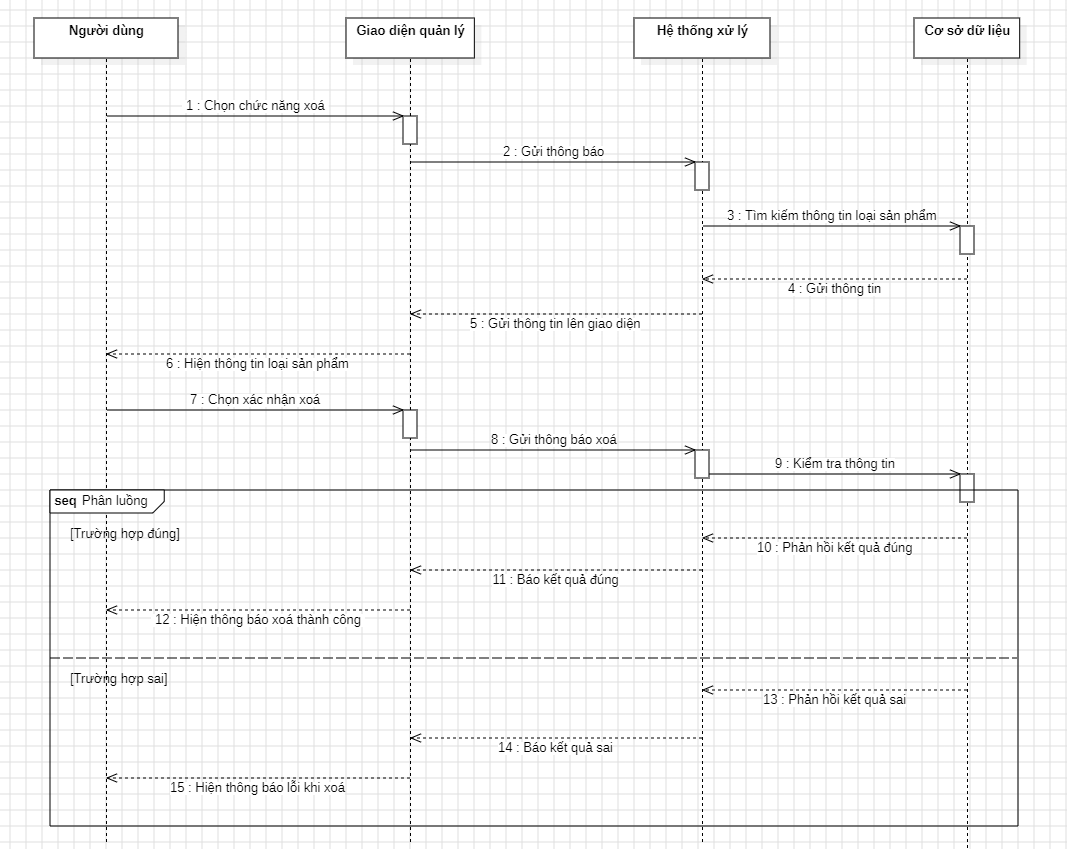 Người dùng
Giao diện quản lý
Hệ thống xử lý
Cơ sở dữ liệu
1 : Chọn chức năng xoá
2 : Gửi thông báo
3 : Tìm kiếm thông tin loại sản phẩm
4 : Gửi thông tin
5 : Gửi thông tin lên giao diện
6 : Hiện thông tin loại sản phẩm
7 : Chọn xác nhận xoá
8 : Gửi thông báo xoá
9 : Kiểm tra thông tin
seq Phân luồng
[Trường hợp đúng]
10 : Phản hồi kết quả đúng
11 : Báo kết quả đúng
12 : Hiện thông báo xoá thành công
[Trường hợp sai]
13 : Phản hồi kết quả sai
14 : Báo kết quả sai
15 : Hiện thông báo lỗi khi xoá